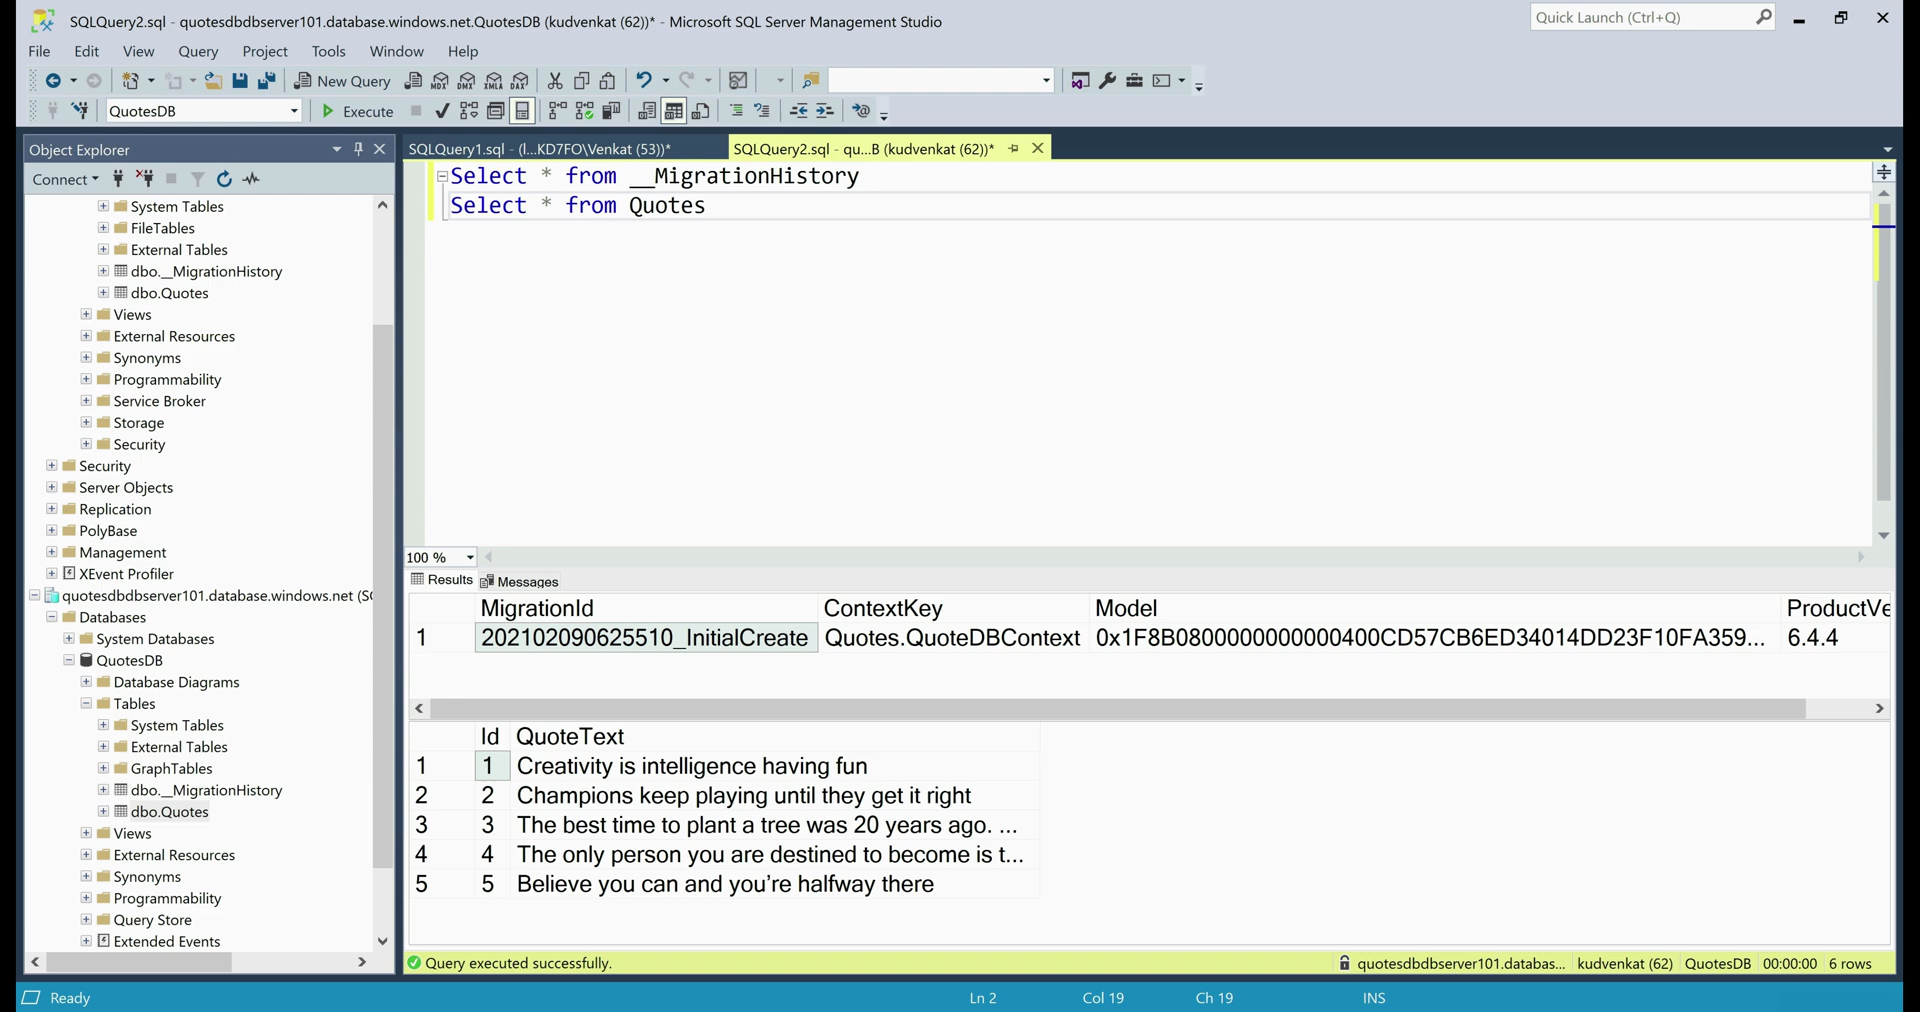 SQLQuery2.sql - quotesdbdbserver101.database.windows.net.QuotesDB (kudvenkat (62))* - Microsoft SQL Server Management Studio
Quick Launch (Ctrl+Q)
File Edit View Query Project Tools Window Help
New Query MDX DMX XMLA DAX
QuotesDB Execute
Object Explorer
SQLQuery1.sql - (l...KD7FO\Venkat (53))*
SQLQuery2.sql - qu...B (kudvenkat (62))*
Connect
System Tables
FileTables
External Tables
dbo.__MigrationHistory
dbo.Quotes
Views
External Resources
Synonyms
Programmability
Service Broker
Storage
Security
Security
Server Objects
Replication
PolyBase
Management
XEvent Profiler
quotesdbdbserver101.database.windows.net (S
Databases
System Databases
QuotesDB
Database Diagrams
Tables
System Tables
External Tables
GraphTables
dbo.__MigrationHistory
dbo.Quotes
Views
External Resources
Synonyms
Programmability
Query Store
Extended Events
Select * from __MigrationHistory
Select * from Quotes
100 %
Results Messages
MigrationId ContextKey Model ProductVe
1 202102090625510_InitialCreate Quotes.QuoteDBContext 0x1F8B0800000000000400CD57CB6ED34014DD23F10FA359... 6.4.4
Id QuoteText
1 1 Creativity is intelligence having fun
2 2 Champions keep playing until they get it right
3 3 The best time to plant a tree was 20 years ago. ...
4 4 The only person you are destined to become is t...
5 5 Believe you can and you’re halfway there
Query executed successfully. quotesdbdbserver101.databas... kudvenkat (62) QuotesDB 00:00:00 6 rows
Ready Ln 2 Col 19 Ch 19 INS